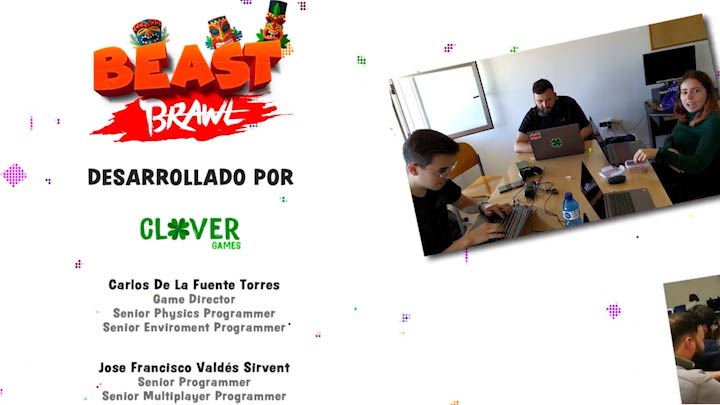 BEAST
BRAWL
DESARROLLADO POR
CLOVER
GAMES
Carlos De La Fuente Torres
Game Director
Senior Physics Programmer
Senior Enviroment Programmer
Jose Francisco Valdés Sirvent
Senior Programmer
Senior Multiplayer Programmer